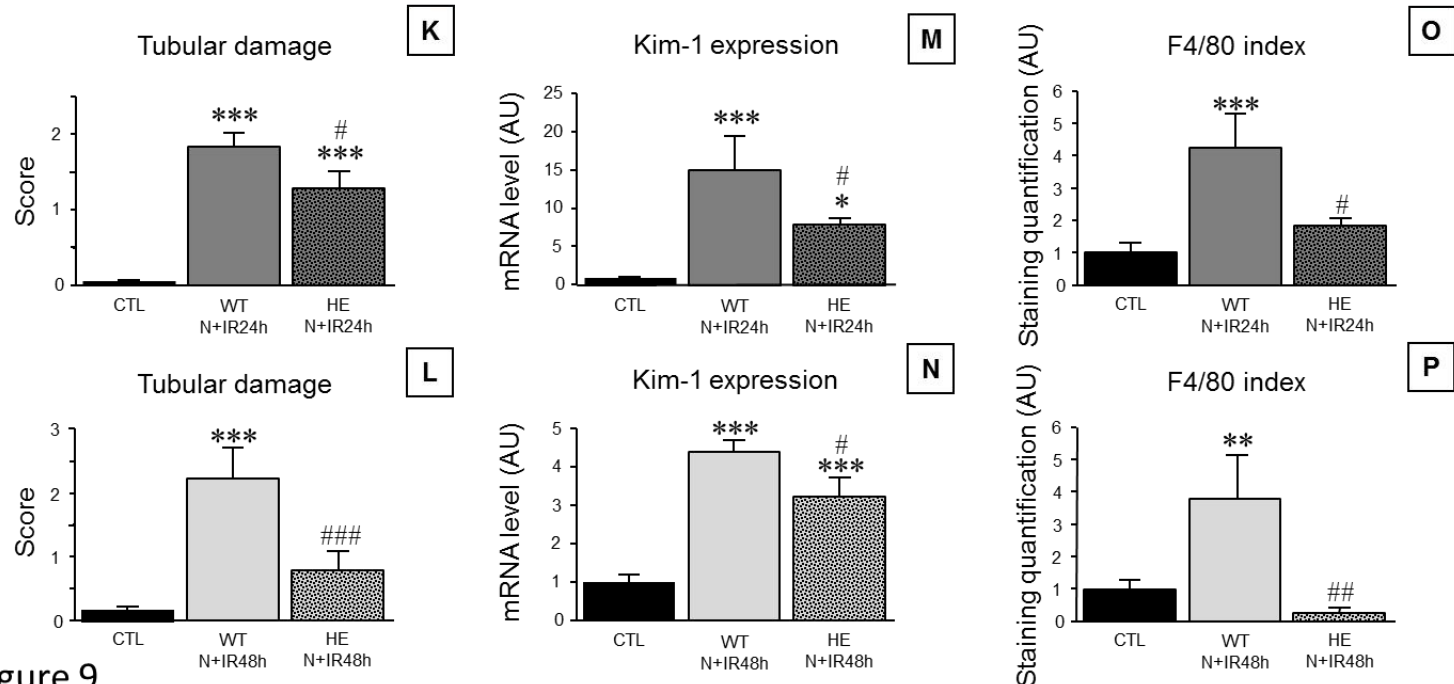 Tubular damage
K
Score
2
1
0
***
#
***
CTL
WT
N+IR24h
HE
N+IR24h
Kim-1 expression
M
mRNA level (AU)
25
20
15
10
5
0
***
#
*
CTL
WT
N+IR24h
HE
N+IR24h
F4/80 index
O
Staining quantification (AU)
6
5
4
3
2
1
0
***
#
CTL
WT
N+IR24h
HE
N+IR24h
Tubular damage
L
Score
3
2
1
0
***
###
CTL
WT
N+IR48h
HE
N+IR48h
Kim-1 expression
N
mRNA level (AU)
5
4
3
2
1
0
***
#
***
CTL
WT
N+IR48h
HE
N+IR48h
F4/80 index
P
Staining quantification (AU)
6
5
4
3
2
1
0
**
##
CTL
WT
N+IR48h
HE
N+IR48h
gure 9